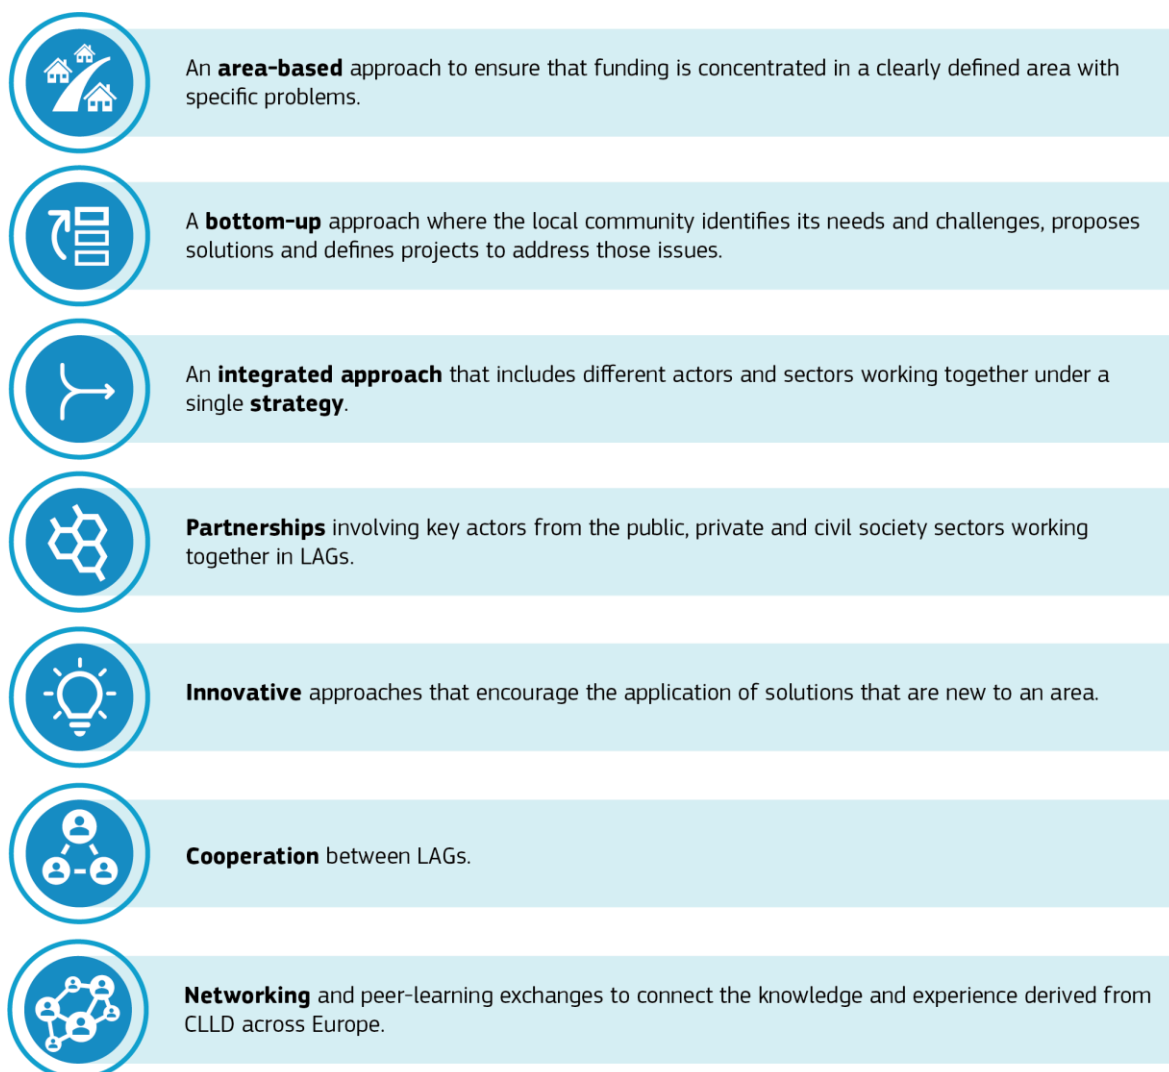 An area-based approach to ensure that funding is concentrated in a clearly defined area with
specific problems.
A bottom-up approach where the local community identifies its needs and challenges, proposes
solutions and defines projects to address those issues.
An integrated approach that includes different actors and sectors working together under a
single strategy.
Partnerships involving key actors from the public, private and civil society sectors working
together in LAGs.
Innovative approaches that encourage the application of solutions that are new to an area.
Cooperation between LAGs.
Networking and peer-learning exchanges to connect the knowledge and experience derived from
CLLD across Europe.